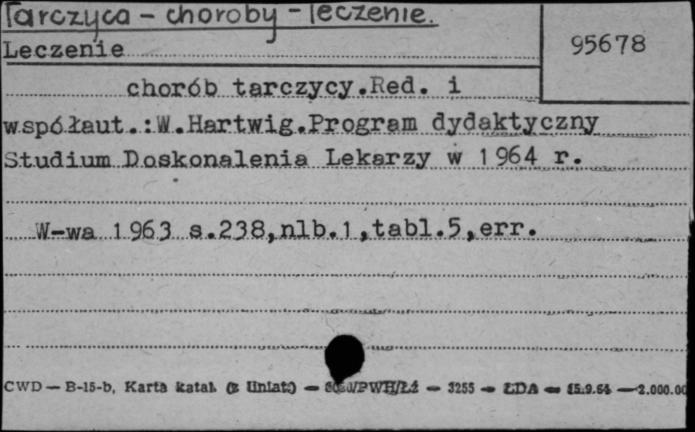 Tarczyca - choroby - leczenie.
Leczenie
95678
chorób tarczycy.Red. i
współaut.:W.Hartwig.Program dydaktyczny
Studium Doskonalenia Lekarzy w 1964 r.
W-wa 1963 s.238,nlb.1,tabl.5,err.
CWD — B-15-b, Karta katal. (z Uniat.) — — 3255 — ŁDA — 15.9.64 — 2.000.00